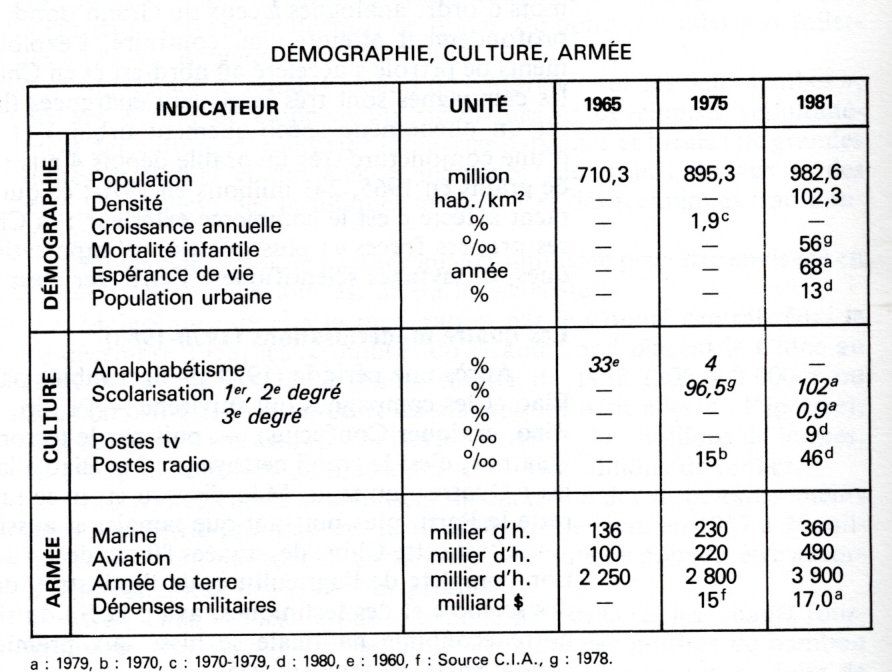 DÉMOGRAPHIE, CULTURE, ARMÉE
INDICATEUR UNITÉ 1965 1975 1981
DÉMOGRAPHIE
Population million 710,3 895,3 982,6
Densité hab./km² — — 102,3
Croissance annuelle % — 1,9ᶜ —
Mortalité infantile º/₀₀ — — 56ᵍ
Espérance de vie année — — 68ᵃ
Population urbaine % — — 13ᵈ
CULTURE
Analphabétisme % 33ᵉ 4
Scolarisation 1ᵉʳ, 2ᵉ degré % — 96,5ᵍ 102ᵃ
3ᵉ degré % — — 0,9ᵃ
Postes tv º/₀₀ — — 9ᵈ
Postes radio º/₀₀ — 15ᵇ 46ᵈ
ARMÉE
Marine millier d'h. 136 230 360
Aviation millier d'h. 100 220 490
Armée de terre millier d'h. 2 250 2 800 3 900
Dépenses militaires milliard $ — 15ᶠ 17,0ᵃ
a : 1979, b : 1970, c : 1970-1979, d : 1980, e : 1960, f : Source C.I.A., g : 1978.